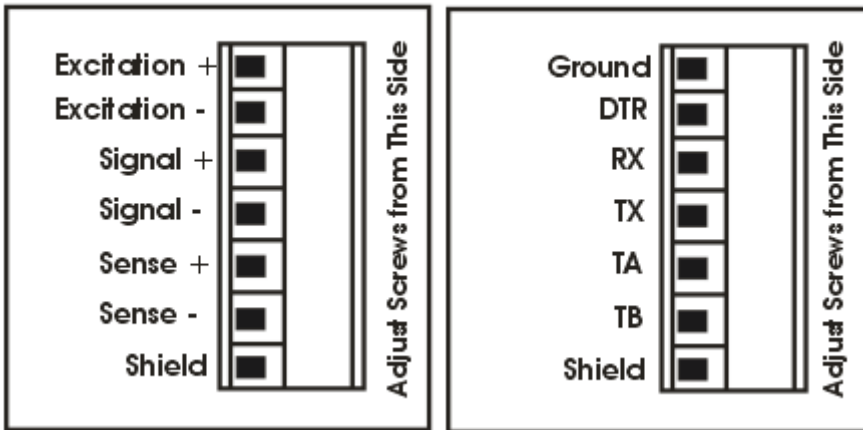 Excitation +
Excitation -
Signal +
Signal -
Sense +
Sense -
Shield
Adjust Screws from This Side
Ground
DTR
RX
TX
TA
TB
Shield
Adjust Screws from This Side